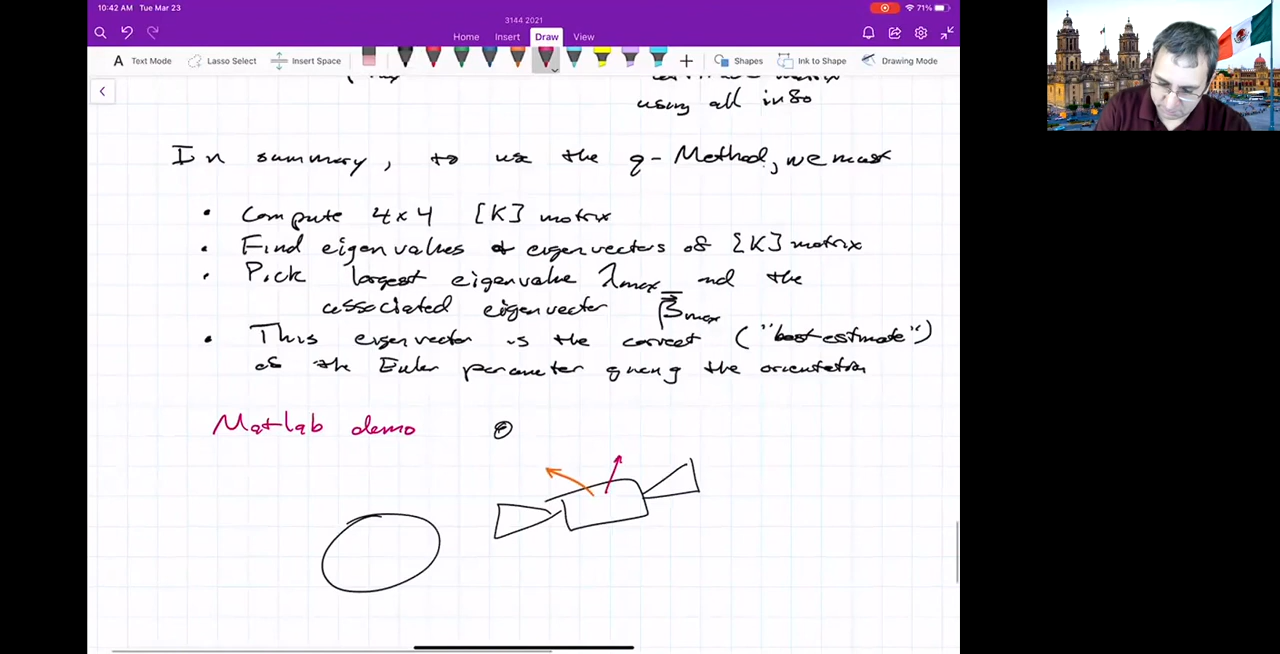 10:42 AM Tue Mar 23
71%
3144 2021
Home Insert Draw View
Text Mode Lasso Select Insert Space Shapes Ink to Shape Drawing Mode
using all info
In summary, to use the q-Method, we must
• Compute 4x4 [K] matrix
• Find eigenvalues & eigenvectors of [K] matrix
• Pick largest eigenvalue λmax and the
associated eigenvector β̄max
• This eigenvector is the correct ("best estimate")
of the Euler parameter the orientation
Matlab demo